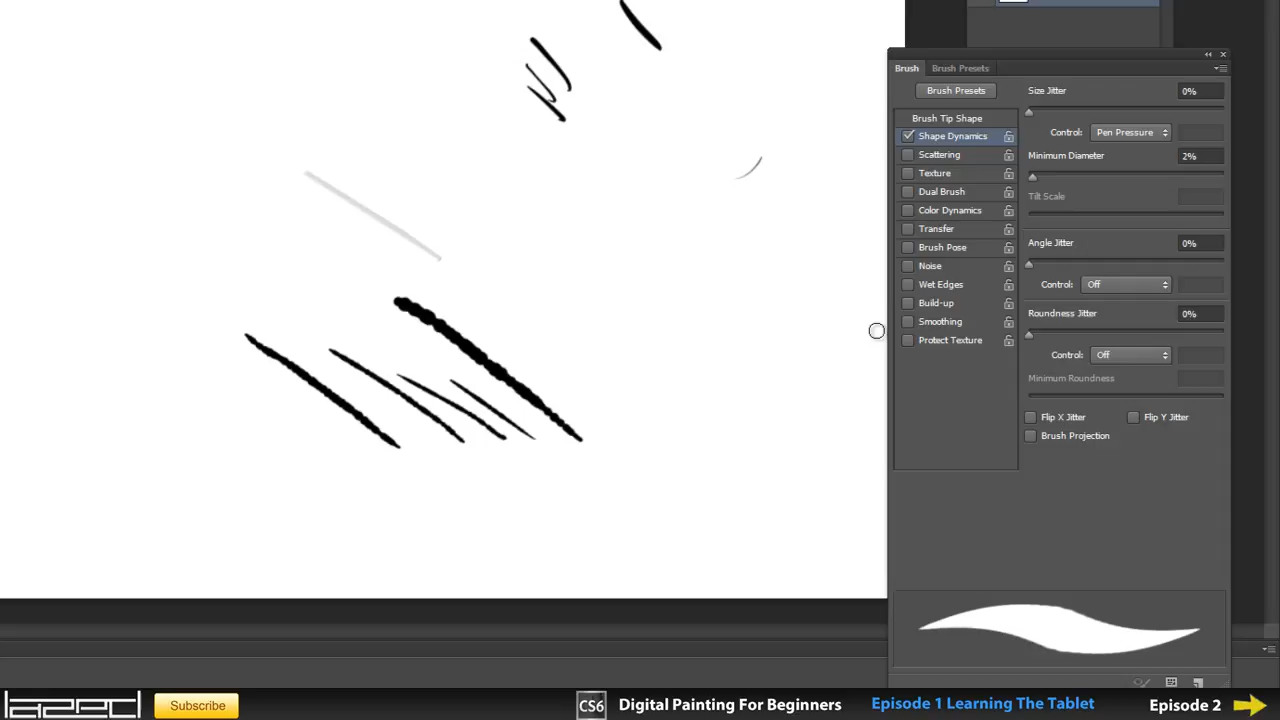 Brush
Brush Presets
Brush Presets
Size Jitter
0%
Brush Tip Shape
Control:
Pen Pressure
Shape Dynamics
Minimum Diameter
2%
Scattering
Texture
Tilt Scale
Dual Brush
Color Dynamics
Angle Jitter
0%
Transfer
Brush Pose
Noise
Control:
Off
Wet Edges
Build-up
Roundness Jitter
0%
Smoothing
Protect Texture
Control:
Off
Minimum Roundness
Flip X Jitter
Flip Y Jitter
Brush Projection
Subscribe
CS6
Digital Painting For Beginners
Episode 1 Learning The Tablet
Episode 2